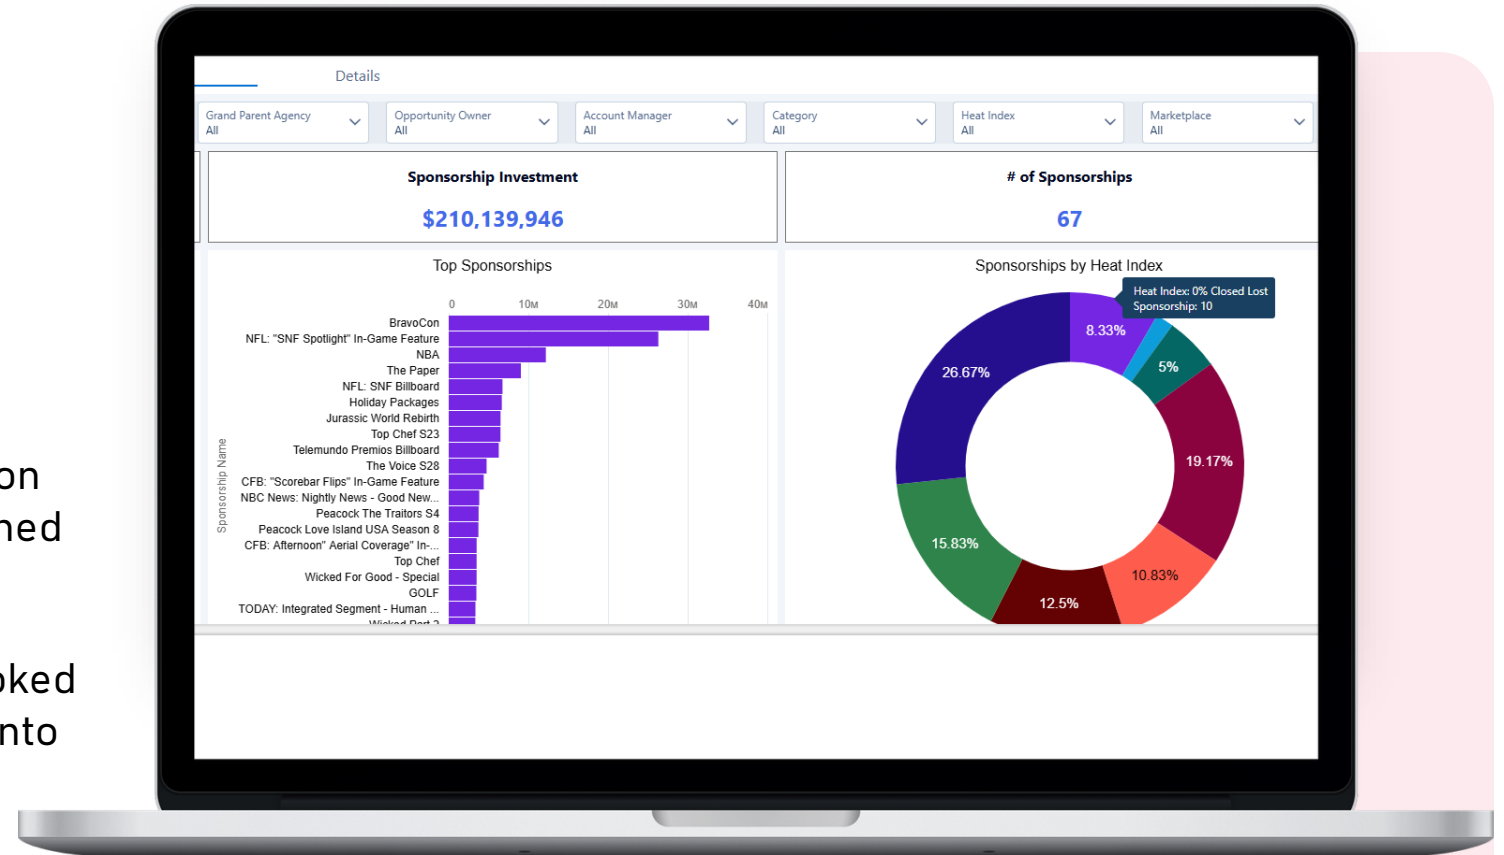 Details
Grand Parent Agency
All
Opportunity Owner
All
Account Manager
All
Category
All
Heat Index
All
Marketplace
All
Sponsorship Investment
$210,139,946
# of Sponsorships
67
Top Sponsorships
0 10M 20M 30M 40M
Sponsorship Name
BravoCon
NFL: "SNF Spotlight" In-Game Feature
NBA
The Paper
NFL: SNF Billboard
Holiday Packages
Jurassic World Rebirth
Top Chef S23
Telemundo Premios Billboard
The Voice S28
CFB: "Scorebar Flips" In-Game Feature
NBC News: Nightly News - Good New...
Peacock The Traitors S4
Peacock Love Island USA Season 8
CFB: Afternoon" Aerial Coverage" In-...
Top Chef
Wicked For Good - Special
GOLF
TODAY: Integrated Segment - Human ...
Wicked Part 2
Sponsorships by Heat Index
Heat Index: 0% Closed Lost
Sponsorship: 10
8.33%
5%
19.17%
10.83%
12.5%
15.83%
26.67%
on
ned
oked
nto